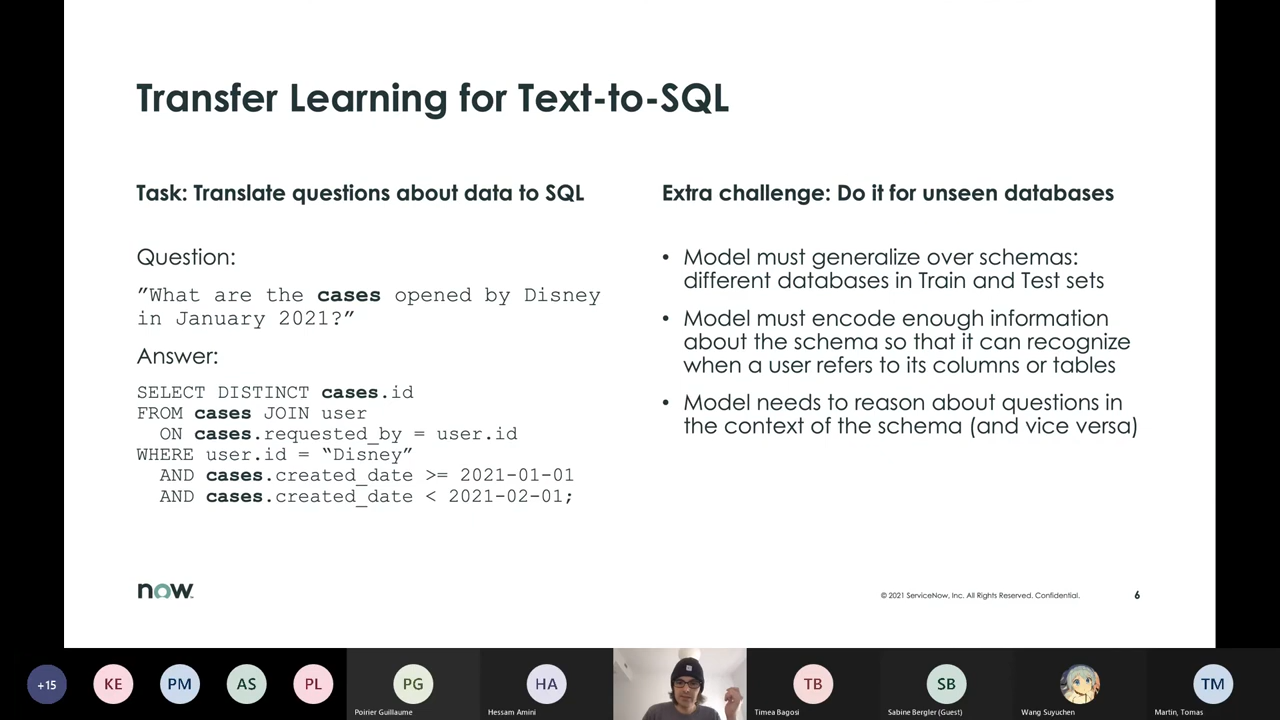 Transfer Learning for Text-to-SQL
Task: Translate questions about data to SQL
Question:
”What are the cases opened by Disney
in January 2021?”
Answer:
SELECT DISTINCT cases.id
FROM cases JOIN user
ON cases.requested_by = user.id
WHERE user.id = “Disney”
AND cases.created_date >= 2021-01-01
AND cases.created_date < 2021-02-01;
Extra challenge: Do it for unseen databases
• Model must generalize over schemas:
different databases in Train and Test sets
• Model must encode enough information
about the schema so that it can recognize
when a user refers to its columns or tables
• Model needs to reason about questions in
the context of the schema (and vice versa)
now
© 2021 ServiceNow, Inc. All Rights Reserved. Confidential.
6
+15
KE
PM
AS
PL
PG
Poirier Guillaume
HA
Hessam Amini
TB
Timea Bagosi
SB
Sabine Bergler (Guest)
Wang Suyuchen
TM
Martin, Tomas